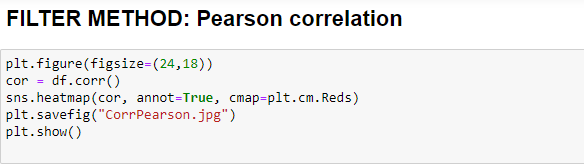 FILTER METHOD: Pearson correlation
plt.figure(figsize=(24,18))
cor = df.corr()
sns.heatmap(cor, annot=True, cmap=plt.cm.Reds)
plt.savefig("CorrPearson.jpg")
plt.show()